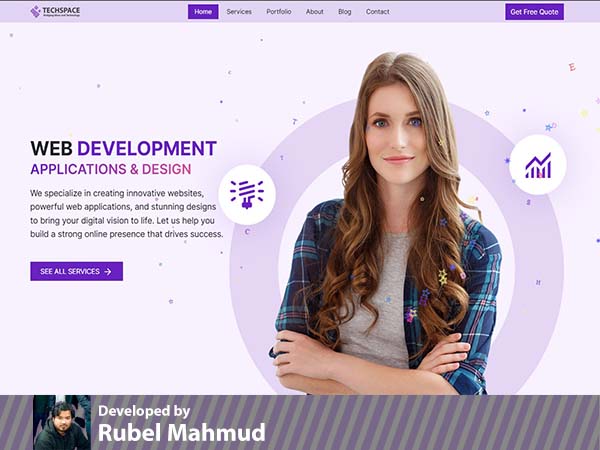 TECHSPACE
Bridging Ideas and Technology
Home Services Portfolio About Blog Contact
Get Free Quote
WEB DEVELOPMENT
APPLICATIONS & DESIGN
We specialize in creating innovative websites,
powerful web applications, and stunning designs
to bring your digital vision to life. Let us help you
build a strong online presence that drives success.
SEE ALL SERVICES
Developed by
Rubel Mahmud